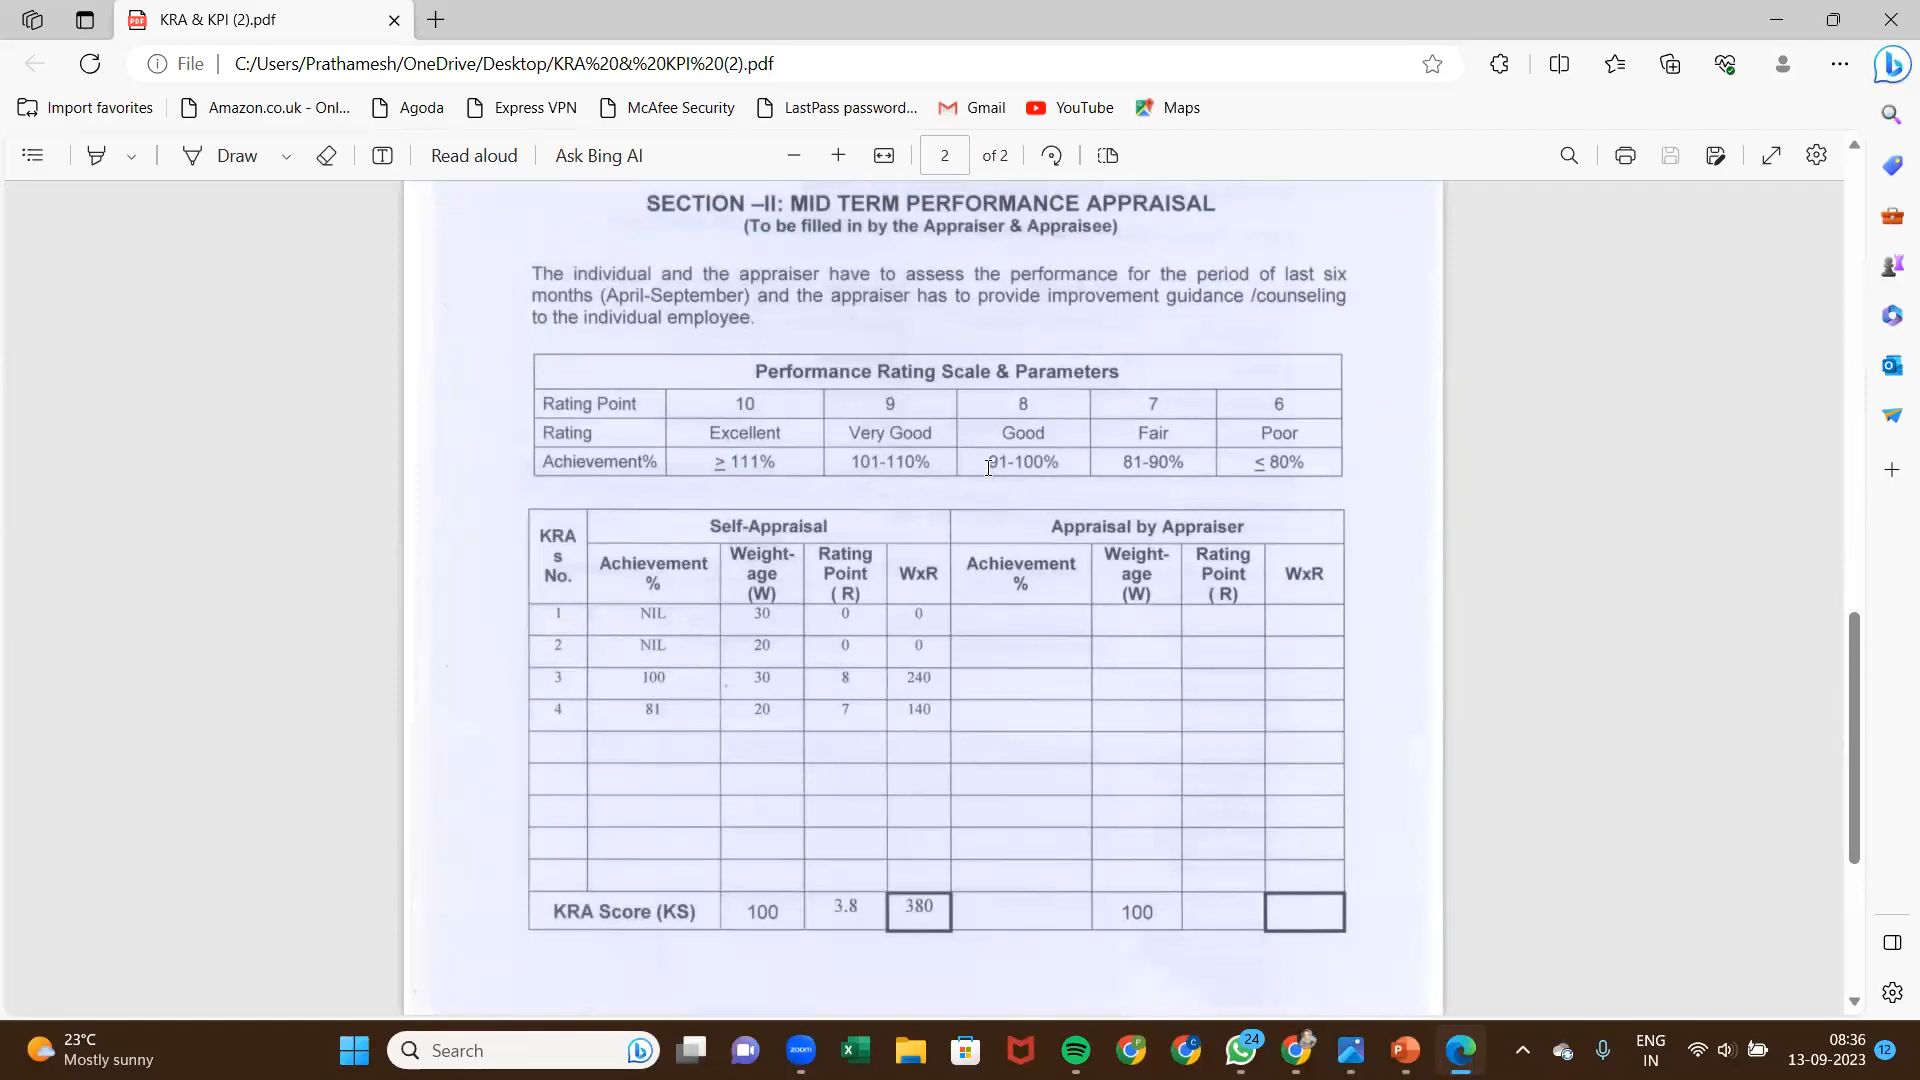 KRA & KPI (2).pdf
File
C:/Users/Prathamesh/OneDrive/Desktop/KRA%20&%20KPI%20(2).pdf
Import favorites
Amazon.co.uk - Onl...
Agoda
Express VPN
McAfee Security
LastPass password...
Gmail
YouTube
Maps
Draw
Read aloud
Ask Bing AI
2 of 2
SECTION –II: MID TERM PERFORMANCE APPRAISAL
(To be filled in by the Appraiser & Appraisee)
The individual and the appraiser have to assess the performance for the period of last six
months (April-September) and the appraiser has to provide improvement guidance /counseling
to the individual employee.
Performance Rating Scale & Parameters
Rating Point 10 9 8 7 6
Rating Excellent Very Good Good Fair Poor
Achievement% ≥ 111% 101-110% 91-100% 81-90% ≤ 80%
KRA
s
No.
Self-Appraisal
Appraisal by Appraiser
Achievement
%
Weight-
age
(W)
Rating
Point
( R)
WxR
Achievement
%
Weight-
age
(W)
Rating
Point
( R)
WxR
1 NIL 30 0 0
2 NIL 20 0 0
3 100 30 8 240
4 81 20 7 140
KRA Score (KS) 100 3.8 380 100
23°C
Mostly sunny
Search
zoom
24
ENG
IN
08:36
13-09-2023
12